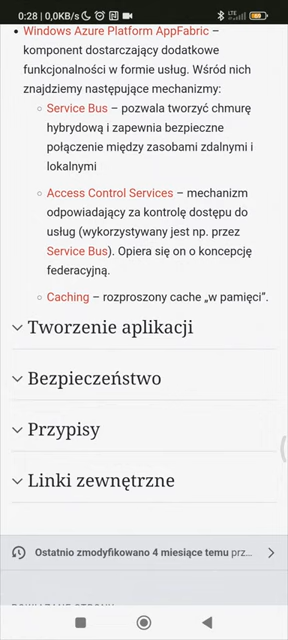 0:28 | 0,0KB/s
LTE
Windows Azure Platform AppFabric –
komponent dostarczający dodatkowe
funkcjonalności w formie usług. Wśród nich
znajdziemy następujące mechanizmy:
Service Bus – pozwala tworzyć chmurę
hybrydową i zapewnia bezpieczne
połączenie między zasobami zdalnymi i
lokalnymi
Access Control Services – mechanizm
odpowiadający za kontrolę dostępu do
usług (wykorzystywany jest np. przez
Service Bus). Opiera się on o koncepcję
federacyjną.
Caching – rozproszony cache „w pamięci”.
Tworzenie aplikacji
Bezpieczeństwo
Przypisy
Linki zewnętrzne
Ostatnio zmodyfikowano 4 miesiące temu prz...